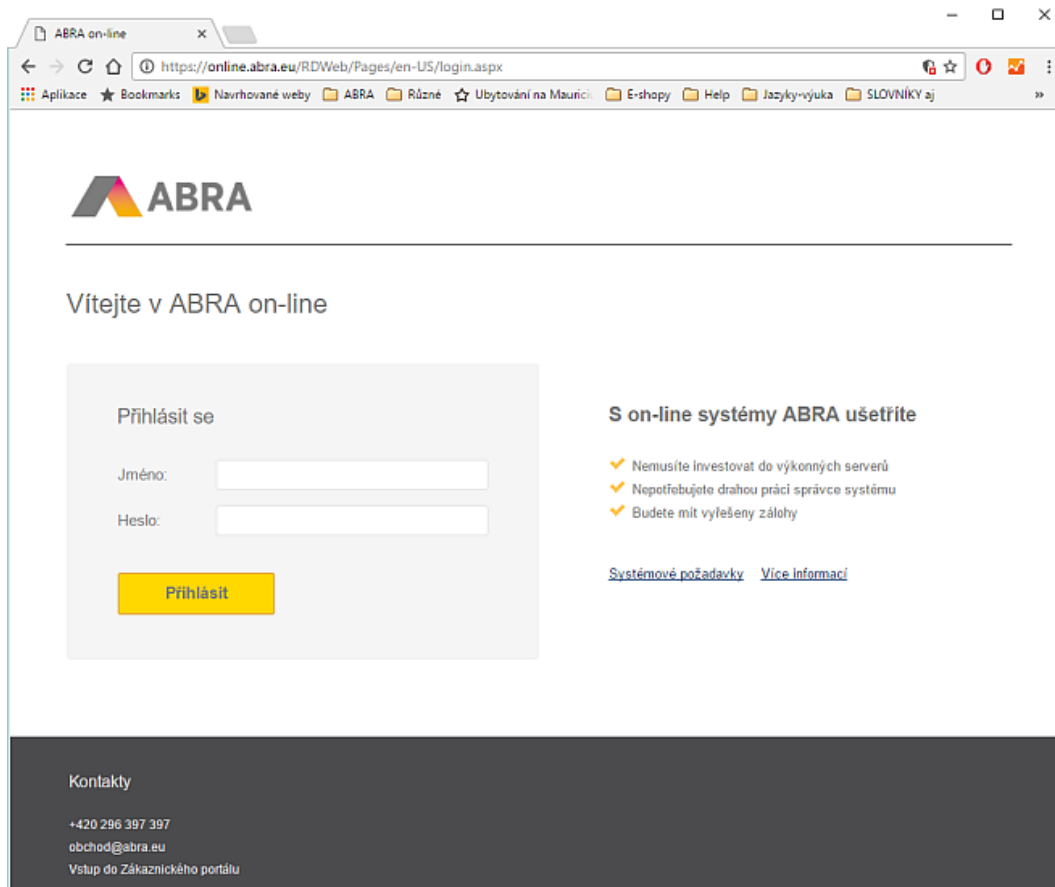 ABRA on-line
https://online.abra.eu/RDWeb/Pages/en-US/login.aspx
Aplikace Bookmarks Navrhované weby ABRA Různé Ubytování na Maurici E-shopy Help Jazyky-výuka SLOVNÍKY aj
ABRA
Vítejte v ABRA on-line
Přihlásit se
Jméno:
Heslo:
Přihlásit
S on-line systémy ABRA ušetříte
Nemusíte investovat do výkonných serverů
Nepotřebujete drahou práci správce systému
Budete mít vyřešeny zálohy
Systémové požadavky Více informací
Kontakty
+420 296 397 397
obchod@abra.eu
Vstup do Zákaznického portálu